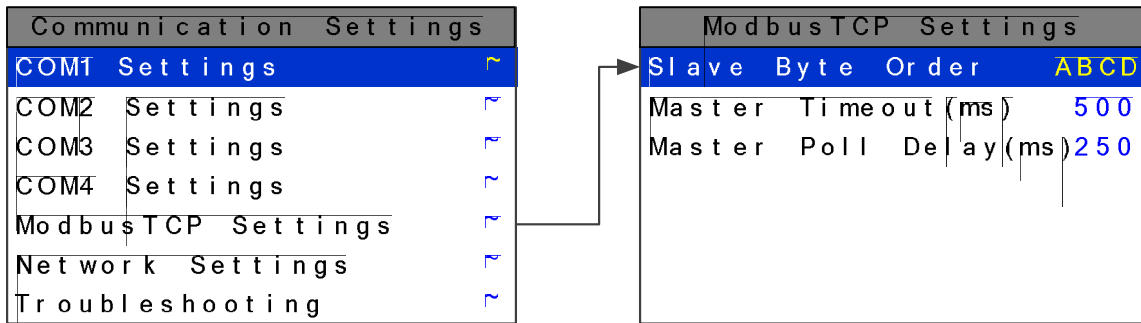 Communication Settings
COM1 Settings ~
COM2 Settings ~
COM3 Settings ~
COM4 Settings ~
ModbusTCP Settings ~
Network Settings ~
Troubleshooting ~
ModbusTCP Settings
Slave Byte Order ABCD
Master Timeout(ms) 500
Master Poll Delay(ms)250